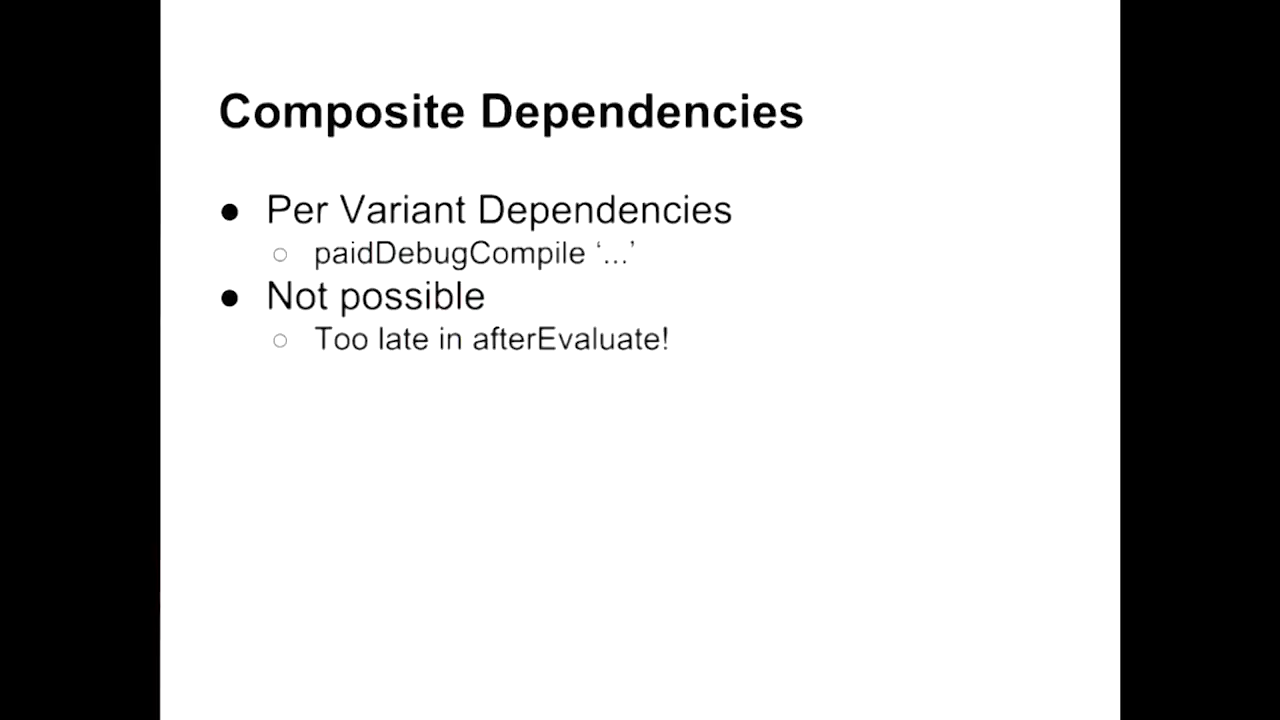 Composite Dependencies
● Per Variant Dependencies
○ paidDebugCompile ‘...’
● Not possible
○ Too late in afterEvaluate!